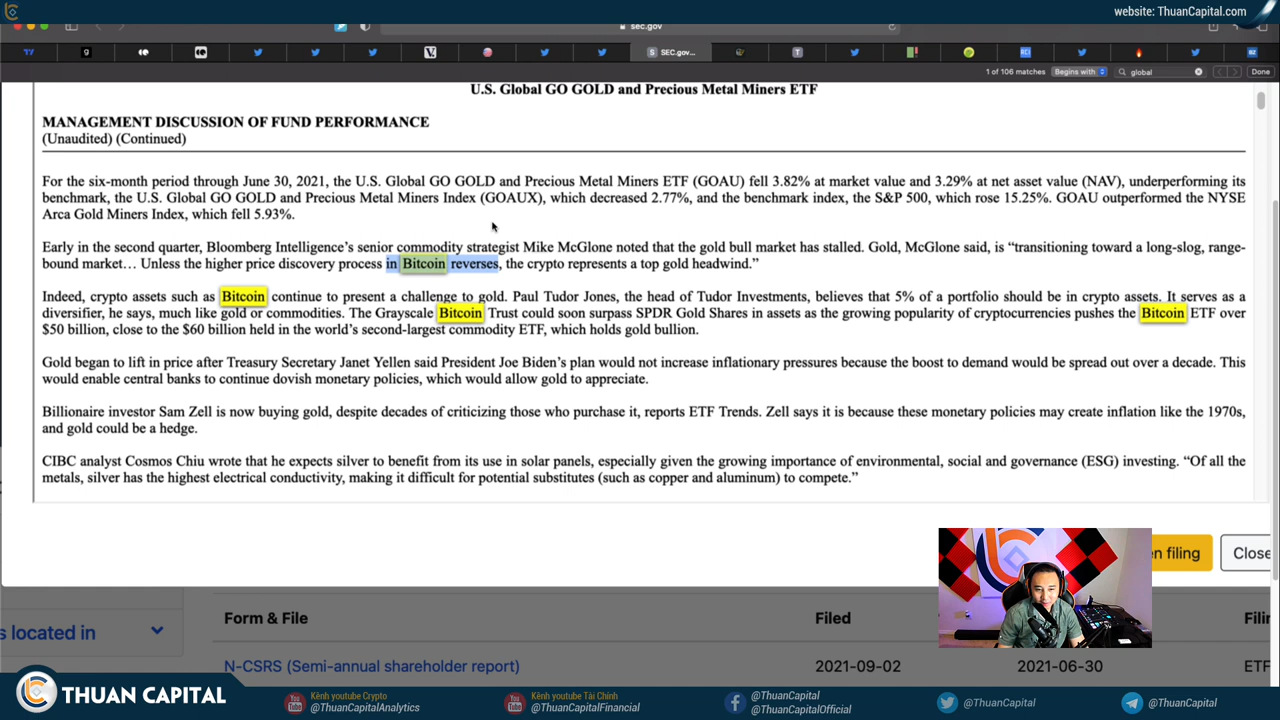 website: ThuanCapital.com
sec.gov
SEC.gov...
1 of 106 matches Begins with global Done
U.S. Global GO GOLD and Precious Metal Miners ETF
MANAGEMENT DISCUSSION OF FUND PERFORMANCE
(Unaudited) (Continued)
For the six-month period through June 30, 2021, the U.S. Global GO GOLD and Precious Metal Miners ETF (GOAU) fell 3.82% at market value and 3.29% at net asset value (NAV), underperforming its
benchmark, the U.S. Global GO GOLD and Precious Metal Miners Index (GOAUX), which decreased 2.77%, and the benchmark index, the S&P 500, which rose 15.25%. GOAU outperformed the NYSE
Arca Gold Miners Index, which fell 5.93%.
Early in the second quarter, Bloomberg Intelligence's senior commodity strategist Mike McGlone noted that the gold bull market has stalled. Gold, McGlone said, is “transitioning toward a long-slog, range-
bound market… Unless the higher price discovery process in Bitcoin reverses, the crypto represents a top gold headwind.”
Indeed, crypto assets such as Bitcoin continue to present a challenge to gold. Paul Tudor Jones, the head of Tudor Investments, believes that 5% of a portfolio should be in crypto assets. It serves as a
diversifier, he says, much like gold or commodities. The Grayscale Bitcoin Trust could soon surpass SPDR Gold Shares in assets as the growing popularity of cryptocurrencies pushes the Bitcoin ETF over
$50 billion, close to the $60 billion held in the world's second-largest commodity ETF, which holds gold bullion.
Gold began to lift in price after Treasury Secretary Janet Yellen said President Joe Biden's plan would not increase inflationary pressures because the boost to demand would be spread out over a decade. This
would enable central banks to continue dovish monetary policies, which would allow gold to appreciate.
Billionaire investor Sam Zell is now buying gold, despite decades of criticizing those who purchase it, reports ETF Trends. Zell says it is because these monetary policies may create inflation like the 1970s,
and gold could be a hedge.
CIBC analyst Cosmos Chiu wrote that he expects silver to benefit from its use in solar panels, especially given the growing importance of environmental, social and governance (ESG) investing. “Of all the
metals, silver has the highest electrical conductivity, making it difficult for potential substitutes (such as copper and aluminum) to compete.”
en filing
Close
Form & File Filed Filin
s located in
N-CSRS (Semi-annual shareholder report) 2021-09-02 2021-06-30 ETF
THUAN CAPITAL
Kênh youtube Crypto
@ThuanCapitalAnalytics
Kênh youtube Tài Chính
@ThuanCapitalFinancial
@ThuanCapital
@ThuanCapitalOfficial
@ThuanCapital
@ThuanCapital